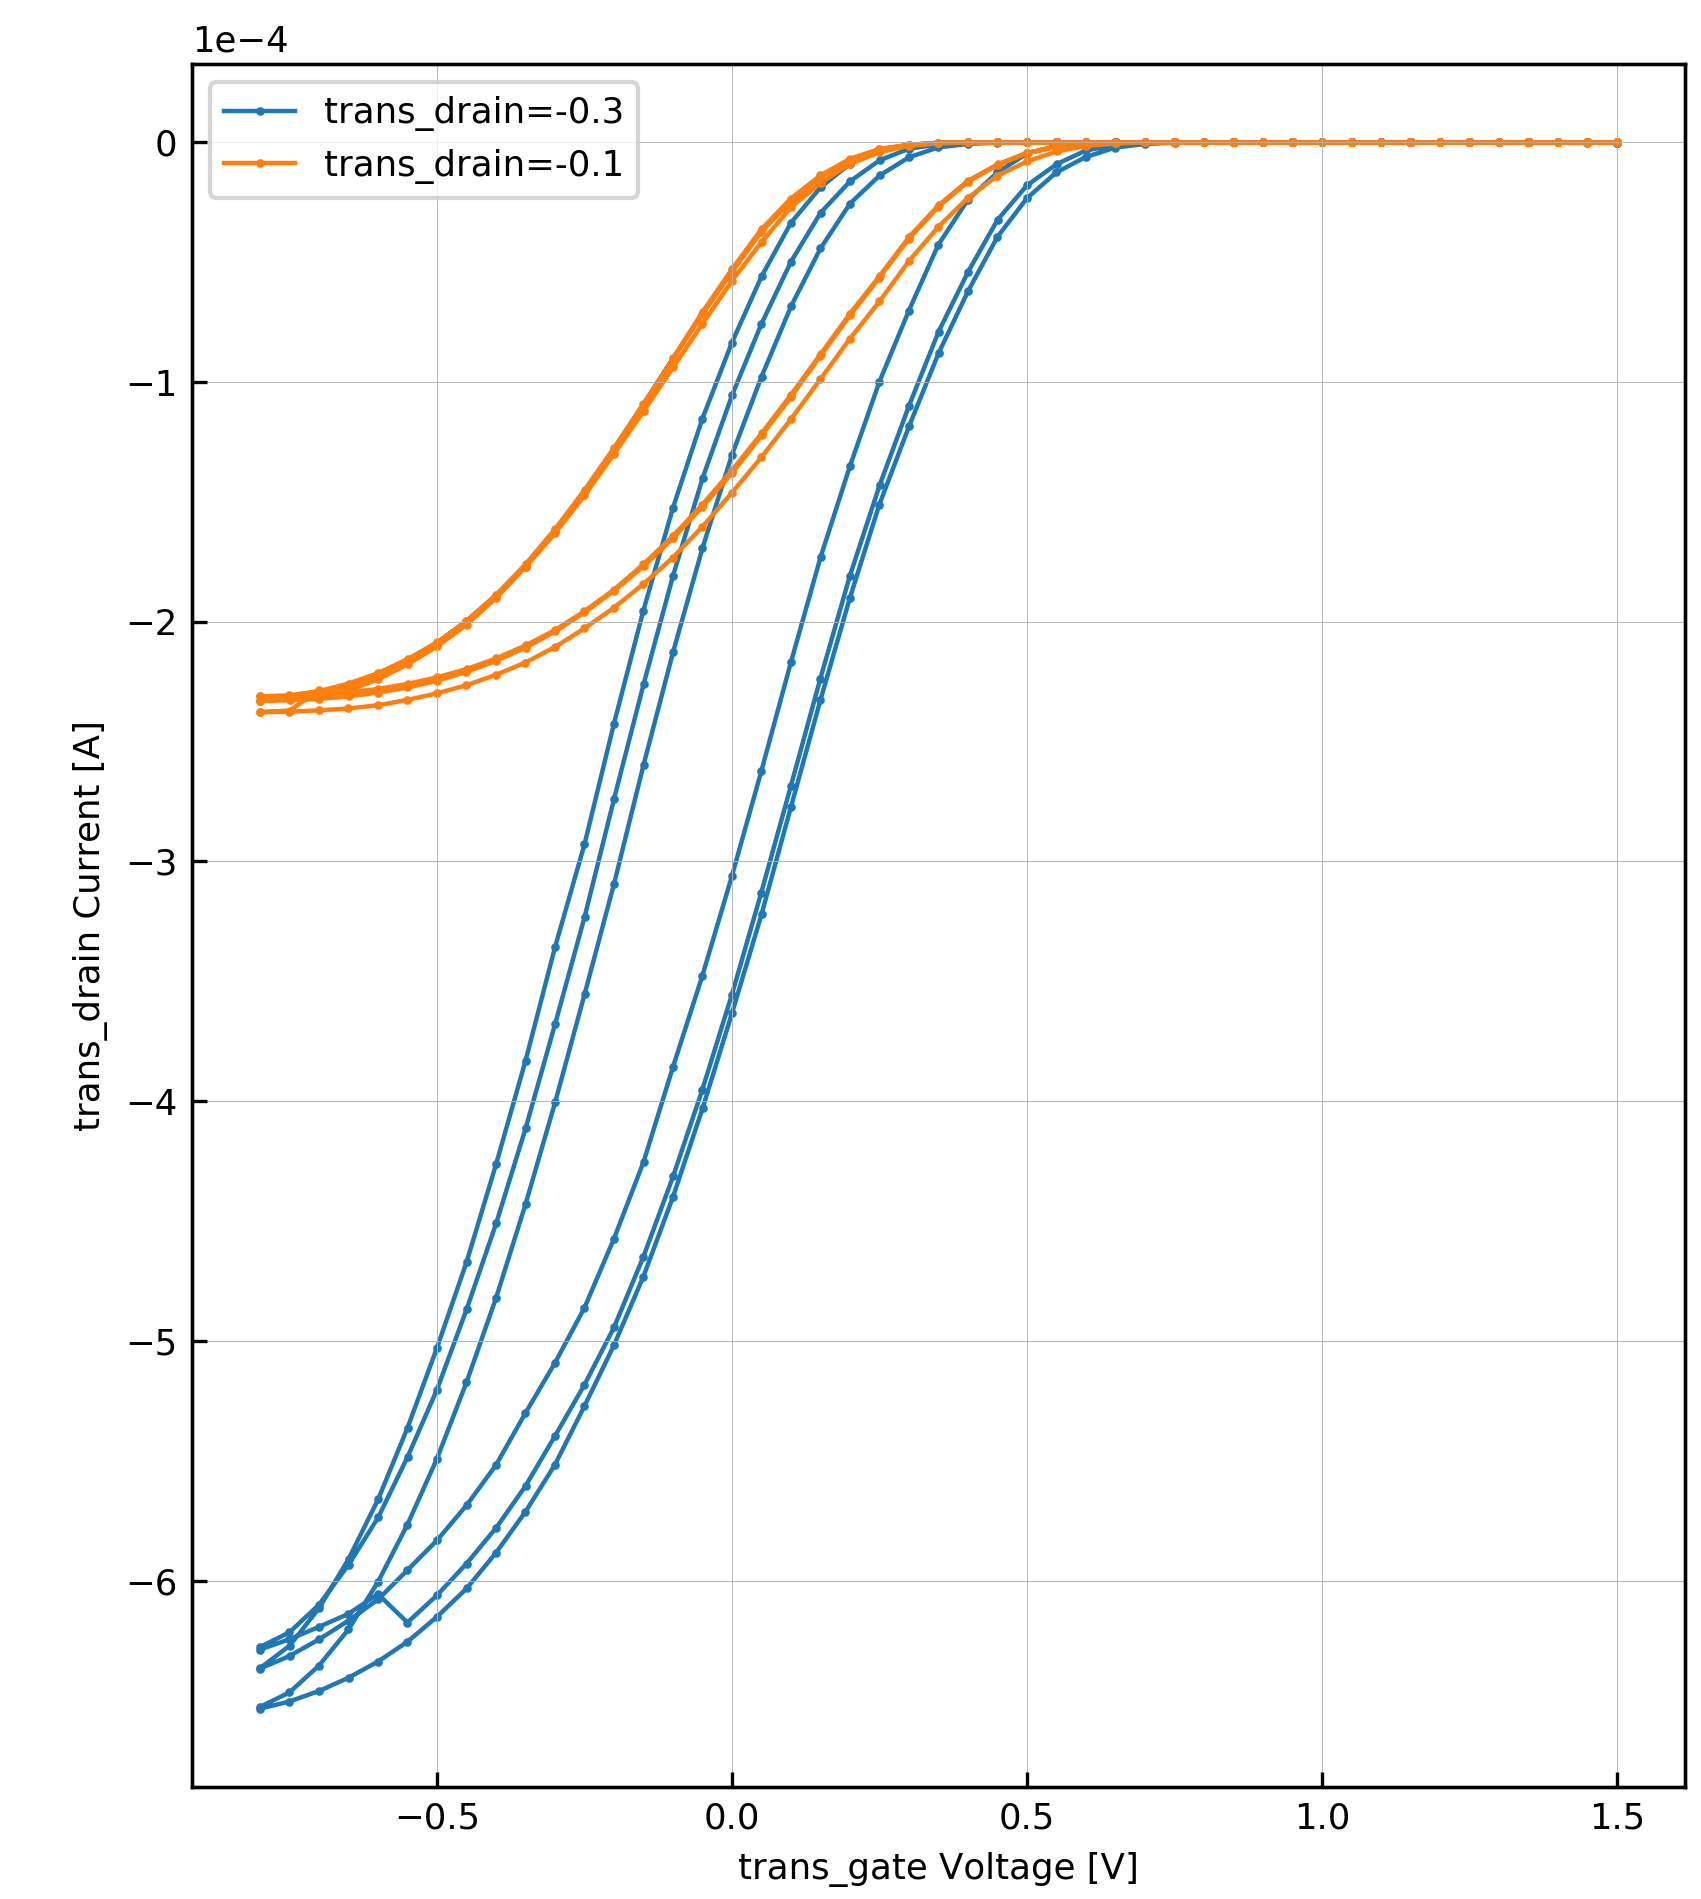 1e−4
trans_drain=-0.3
trans_drain=-0.1
0
−1
−2
−3
−4
−5
−6
trans_drain Current [A]
−0.5 0.0 0.5 1.0 1.5
trans_gate Voltage [V]